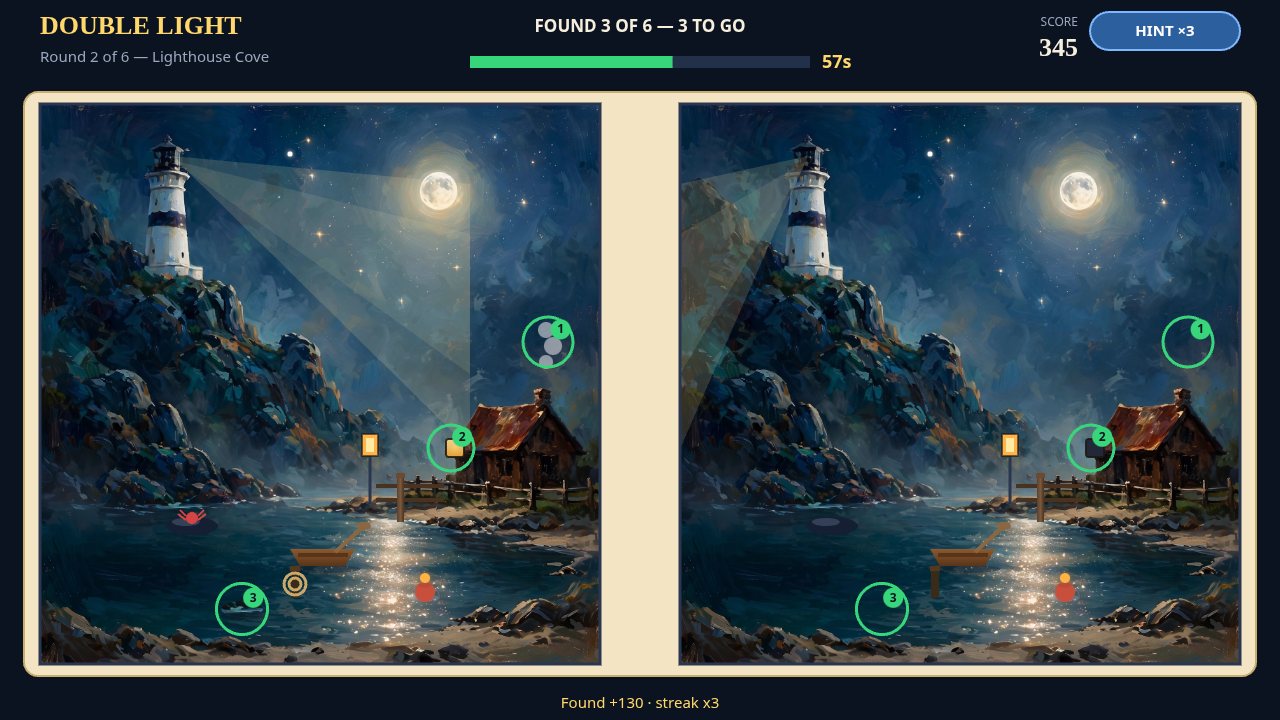 DOUBLE LIGHT
Round 2 of 6 — Lighthouse Cove
FOUND 3 OF 6 — 3 TO GO
57s
SCORE
345
HINT ×3
1
2
3
1
2
3
Found +130 · streak x3